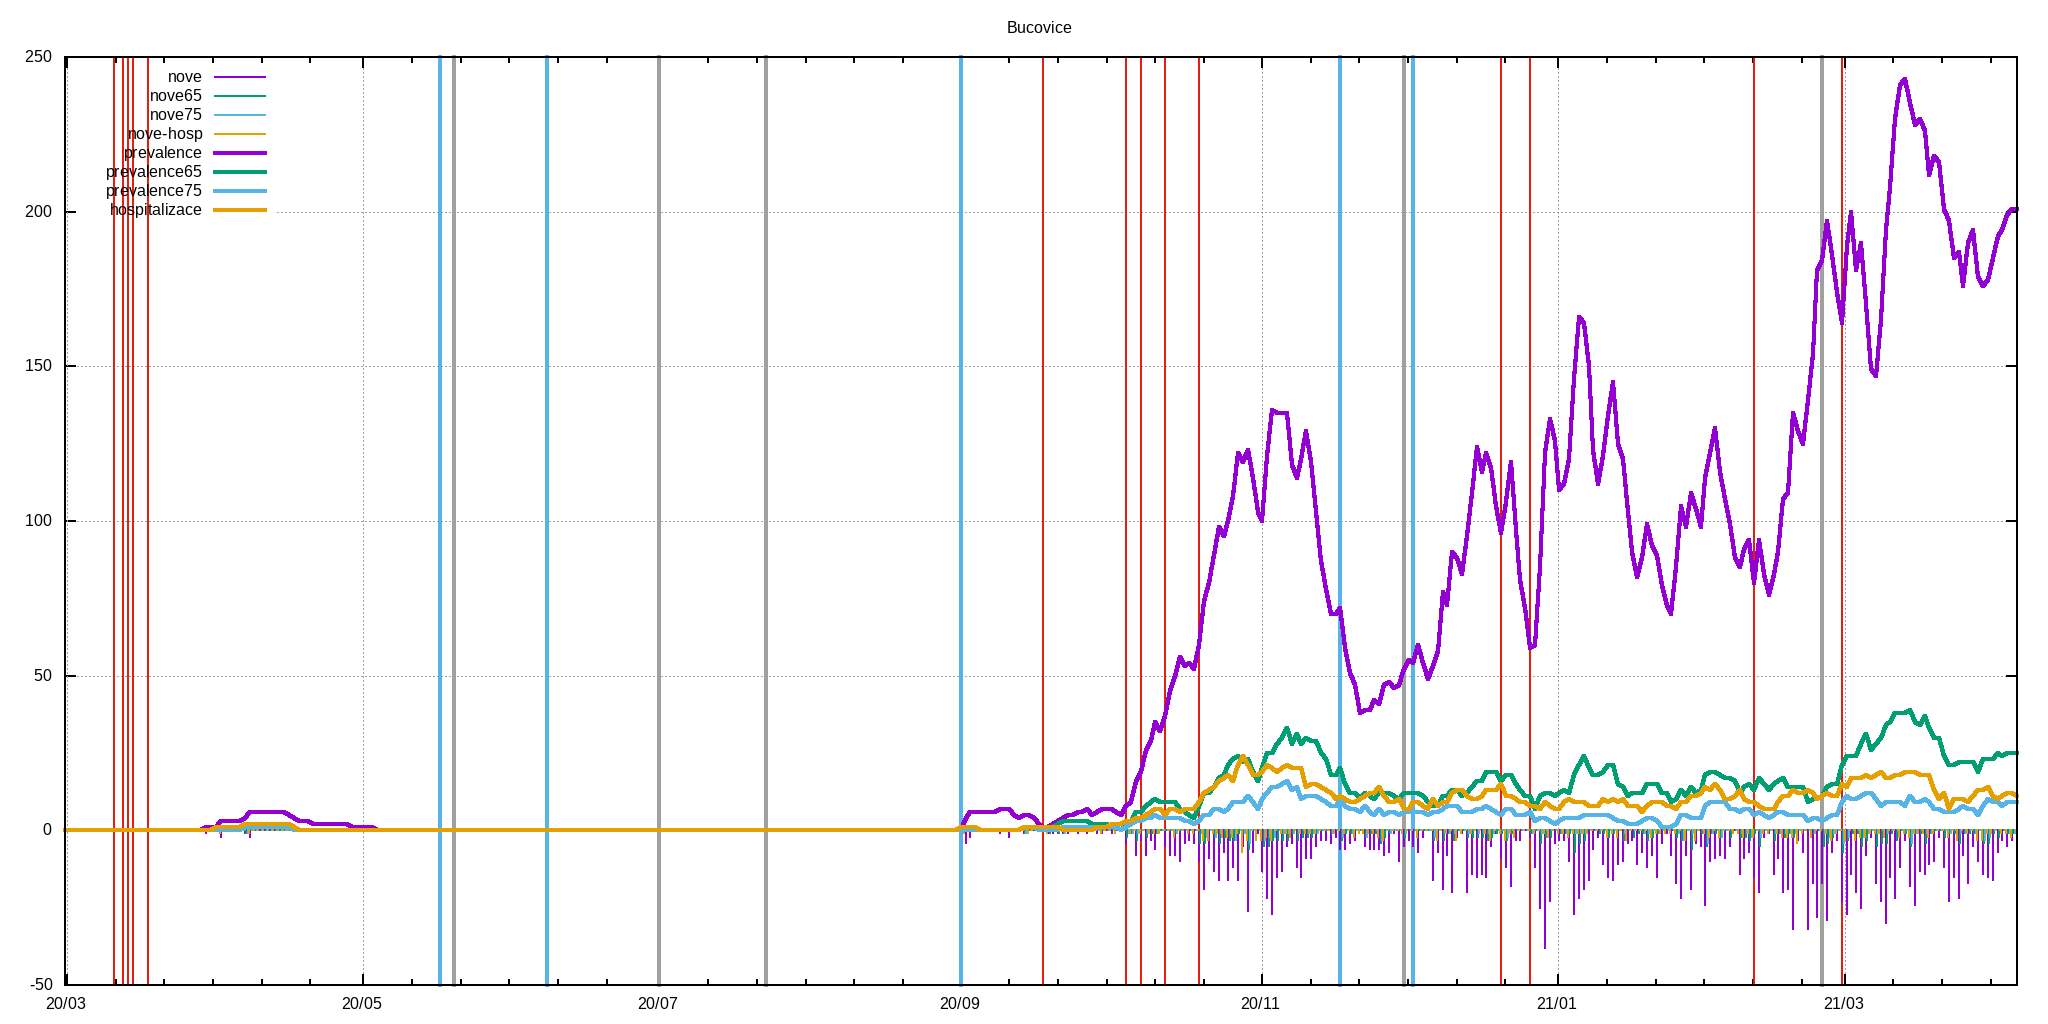 Bucovice
250
200
150
100
50
0
-50
nove
nove65
nove75
nove-hosp
prevalence
prevalence65
prevalence75
hospitalizace
20/03 20/05 20/07 20/09 20/11 21/01 21/03